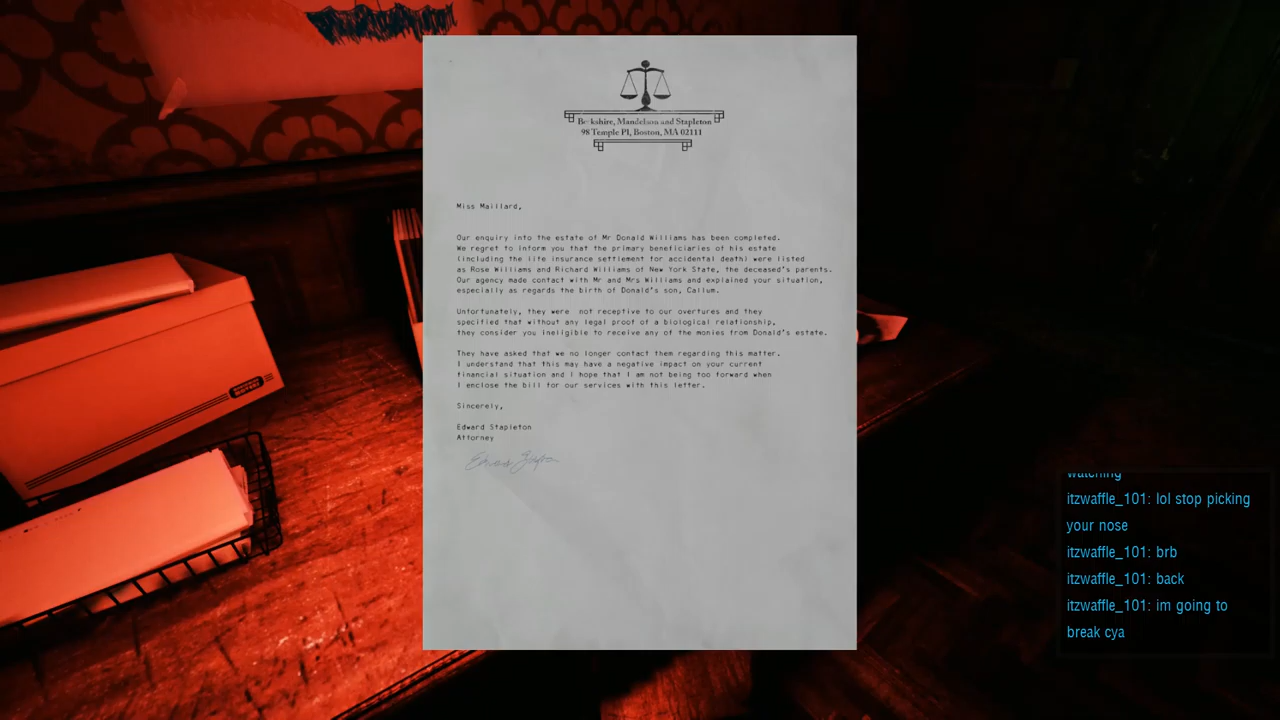 Berkshire, Mandelson and Stapleton
98 Temple Pl, Boston, MA 02111
Miss Maillard,
Our enquiry into the estate of Mr Donald Williams has been completed.
We regret to inform you that the primary beneficiaries of his estate
(including the life insurance settlement for accidental death) were listed
as Rose Williams and Richard Williams of New York State, the deceased's parents.
Our agency made contact with Mr and Mrs Williams and explained your situation,
especially as regards the birth of Donald's son, Callum.
Unfortunately, they were not receptive to our overtures and they
specified that without any legal proof of a biological relationship,
they consider you ineligible to receive any of the monies from Donald's estate.
They have asked that we no longer contact them regarding this matter.
I understand that this may have a negative impact on your current
financial situation and i hope that I am not being too forward when
I enclose the bill for our services with this letter.
Sincerely,
Edward Stapleton
Attorney
watching
itzwaffle_101: lol stop picking
your nose
itzwaffle_101: brb
itzwaffle_101: back
itzwaffle_101: im going to
break cya